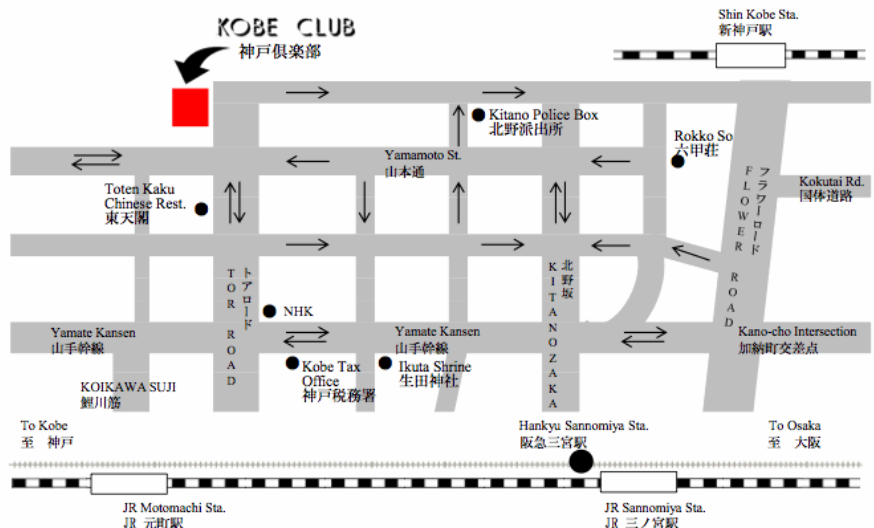 KOBE CLUB
神戸倶楽部
Shin Kobe Sta.
新神戸駅
Kitano Police Box
北野派出所
Rokko So
六甲荘
Yamamoto St.
山本通
Toten Kaku
Chinese Rest.
東天閣
フラワーロード
FLOWER ROAD
Kokutai Rd.
国体道路
トアロード
TOR ROAD
北野坂
KITANOZAKA
NHK
Yamate Kansen
山手幹線
Yamate Kansen
山手幹線
Kano-cho Intersection
加納町交差点
Kobe Tax
Office
神戸税務署
Ikuta Shrine
生田神社
KOIKAWA SUJI
鯉川筋
To Kobe
至 神戸
Hankyu Sannomiya Sta.
阪急三宮駅
To Osaka
至 大阪
JR Motomachi Sta.
JR 元町駅
JR Sannomiya Sta.
JR 三ノ宮駅